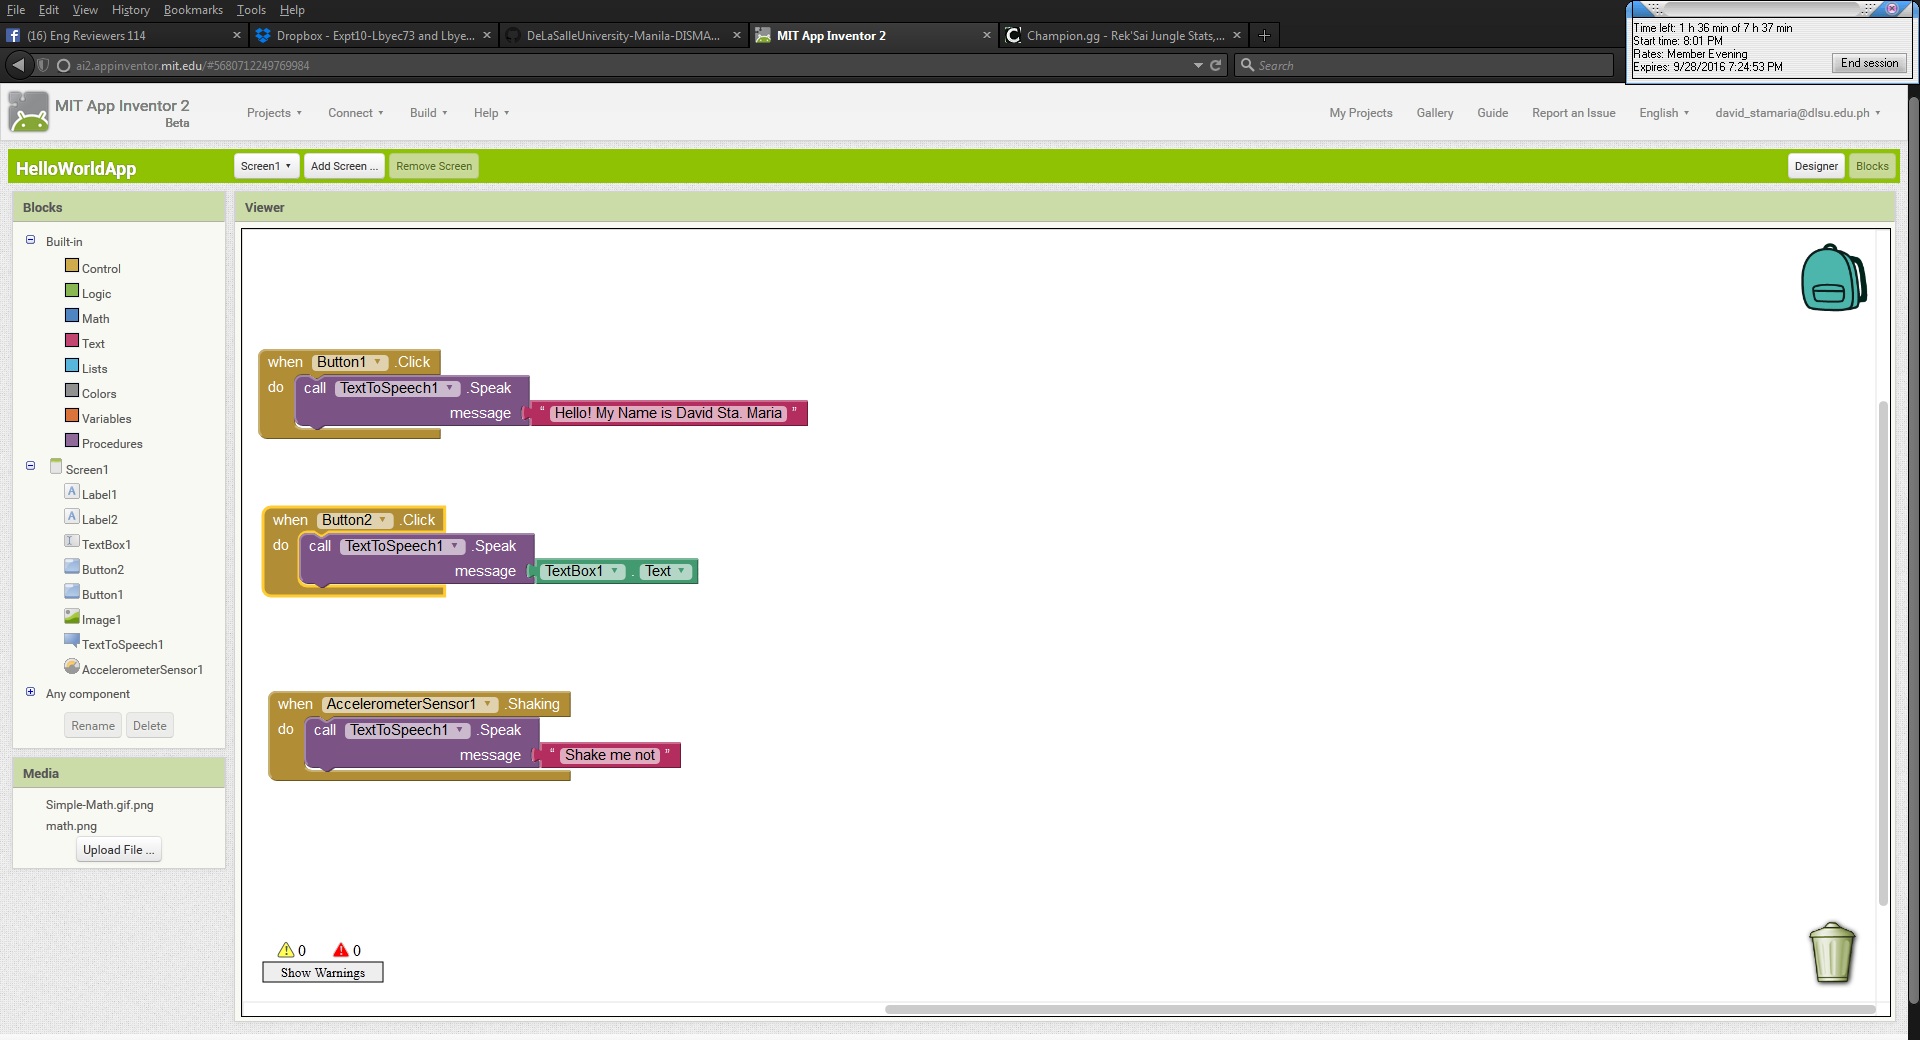 File Edit View History Bookmarks Tools Help
(16) Eng Reviewers 114
Dropbox - Expt10-Lbyec73 and Lbye...
DeLaSalleUniversity-Manila-DISMA...
MIT App Inventor 2
Champion.gg - Rek'Sai Jungle Stats,...
ai2.appinventor.mit.edu/#5680712249769984
Search
Time left: 1 h 36 min of 7 h 37 min
Start time: 8:01 PM
Rates: Member Evening
Expires: 9/28/2016 7:24:53 PM
End session
MIT App Inventor 2
Beta
Projects Connect Build Help
My Projects Gallery Guide Report an Issue English david_stamaria@dlsu.edu.ph
HelloWorldApp
Screen1 Add Screen ... Remove Screen
Designer Blocks
Blocks
Built-in
Control
Logic
Math
Text
Lists
Colors
Variables
Procedures
Screen1
Label1
Label2
TextBox1
Button2
Button1
Image1
TextToSpeech1
AccelerometerSensor1
Any component
Rename Delete
Media
Simple-Math.gif.png
math.png
Upload File ...
Viewer
when Button1 .Click
do call TextToSpeech1 .Speak
message “ Hello! My Name is David Sta. Maria ”
when Button2 .Click
do call TextToSpeech1 .Speak
message TextBox1 . Text
when AccelerometerSensor1 .Shaking
do call TextToSpeech1 .Speak
message “ Shake me not ”
0 0
Show Warnings